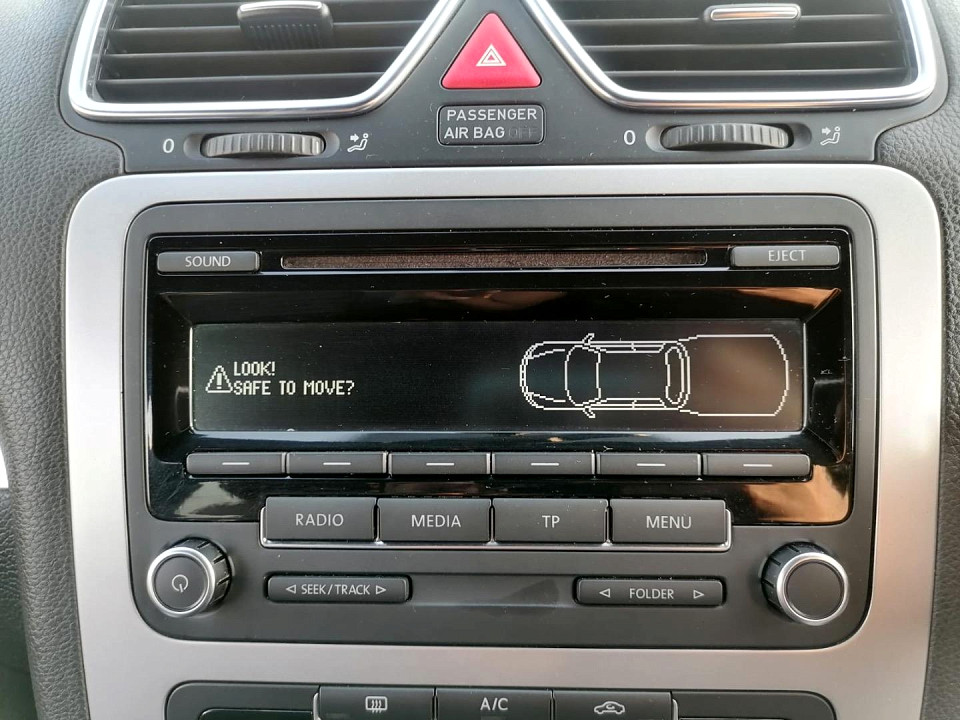 PASSENGER
AIR BAG OFF
0
0
SOUND
EJECT
LOOK!
SAFE TO MOVE?
RADIO
MEDIA
TP
MENU
SEEK/TRACK
FOLDER
A/C